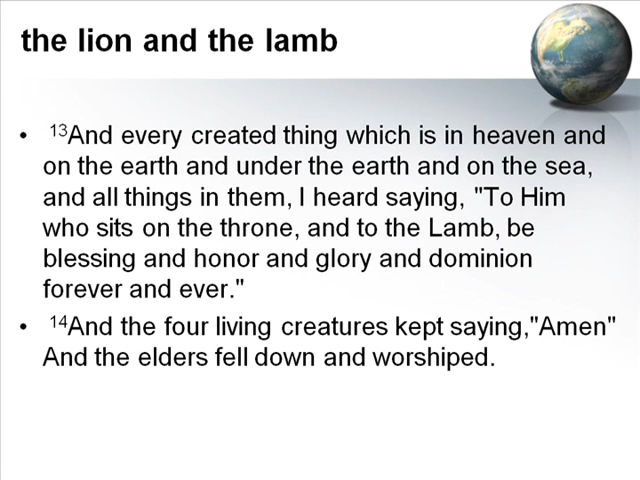 the lion and the lamb
• 13And every created thing which is in heaven and
on the earth and under the earth and on the sea,
and all things in them, I heard saying, "To Him
who sits on the throne, and to the Lamb, be
blessing and honor and glory and dominion
forever and ever."
• 14And the four living creatures kept saying,"Amen"
And the elders fell down and worshiped.